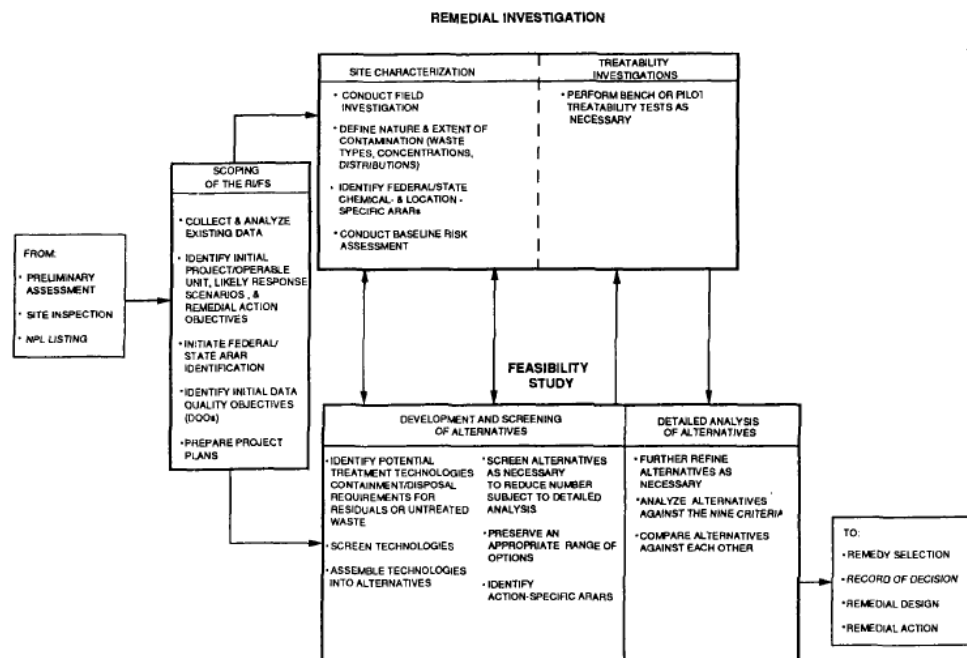 REMEDIAL INVESTIGATION
SITE CHARACTERIZATION
• CONDUCT FIELD
INVESTIGATION
• DEFINE NATURE & EXTENT OF
CONTAMINATION (WASTE
TYPES, CONCENTRATIONS,
DISTRIBUTIONS)
• IDENTIFY FEDERAL/STATE
CHEMICAL- & LOCATION -
SPECIFIC ARARs
• CONDUCT BASELINE RISK
ASSESSMENT
TREATABILITY
INVESTIGATIONS
• PERFORM BENCH OR PILOT
TREATABILITY TESTS AS
NECESSARY
SCOPING
OF THE RI/FS
• COLLECT & ANALYZE
EXISTING DATA
• IDENTIFY INITIAL
PROJECT/OPERABLE
UNIT, LIKELY RESPONSE
SCENARIOS , &
REMEDIAL ACTION
OBJECTIVES
• INITIATE FEDERAL/
STATE ARAR
IDENTIFICATION
• IDENTIFY INITIAL DATA
QUALITY OBJECTIVES
(DQOs)
• PREPARE PROJECT
PLANS
FROM:
• PRELIMINARY
ASSESSMENT
• SITE INSPECTION
• NPL LISTING
FEASIBILITY
STUDY
DEVELOPMENT AND SCREENING
OF ALTERNATIVES
• IDENTIFY POTENTIAL
TREATMENT TECHNOLOGIES
CONTAINMENT/DISPOSAL
REQUIREMENTS FOR
RESIDUALS OR UNTREATED
WASTE
• SCREEN TECHNOLOGIES
• ASSEMBLE TECHNOLOGIES
INTO ALTERNATIVES
• SCREEN ALTERNATIVES
AS NECESSARY
TO REDUCE NUMBER
SUBJECT TO DETAILED
ANALYSIS
• PRESERVE AN
APPROPRIATE RANGE OF
OPTIONS
• IDENTIFY
ACTION-SPECIFIC ARARS
DETAILED ANALYSIS
OF ALTERNATIVES
• FURTHER REFINE
ALTERNATIVES AS
NECESSARY
• ANALYZE ALTERNATIVES
AGAINST THE NINE CRITERIA
• COMPARE ALTERNATIVES
AGAINST EACH OTHER
TO:
• REMEDY SELECTION
• RECORD OF DECISION
• REMEDIAL DESIGN
• REMEDIAL ACTION